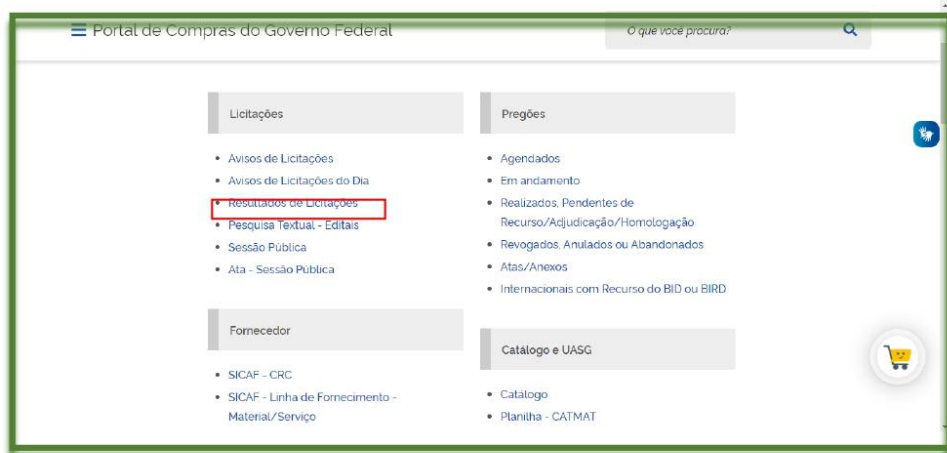 Portal de Compras do Governo Federal
O que você procura?
Licitações
Avisos de Licitações
Avisos de Licitações do Dia
Resultados de Licitações
Pesquisa Textual - Editais
Sessão Pública
Ata - Sessão Pública
Pregões
Agendados
Em andamento
Realizados, Pendentes de
Recurso/Adjudicação/Homologação
Revogados, Anulados ou Abandonados
Atas/Anexos
Internacionais com Recurso do BID ou BIRD
Fornecedor
SICAF - CRC
SICAF - Linha de Fornecimento -
Material/Serviço
Catálogo e UASG
Catálogo
Planilha - CATMAT